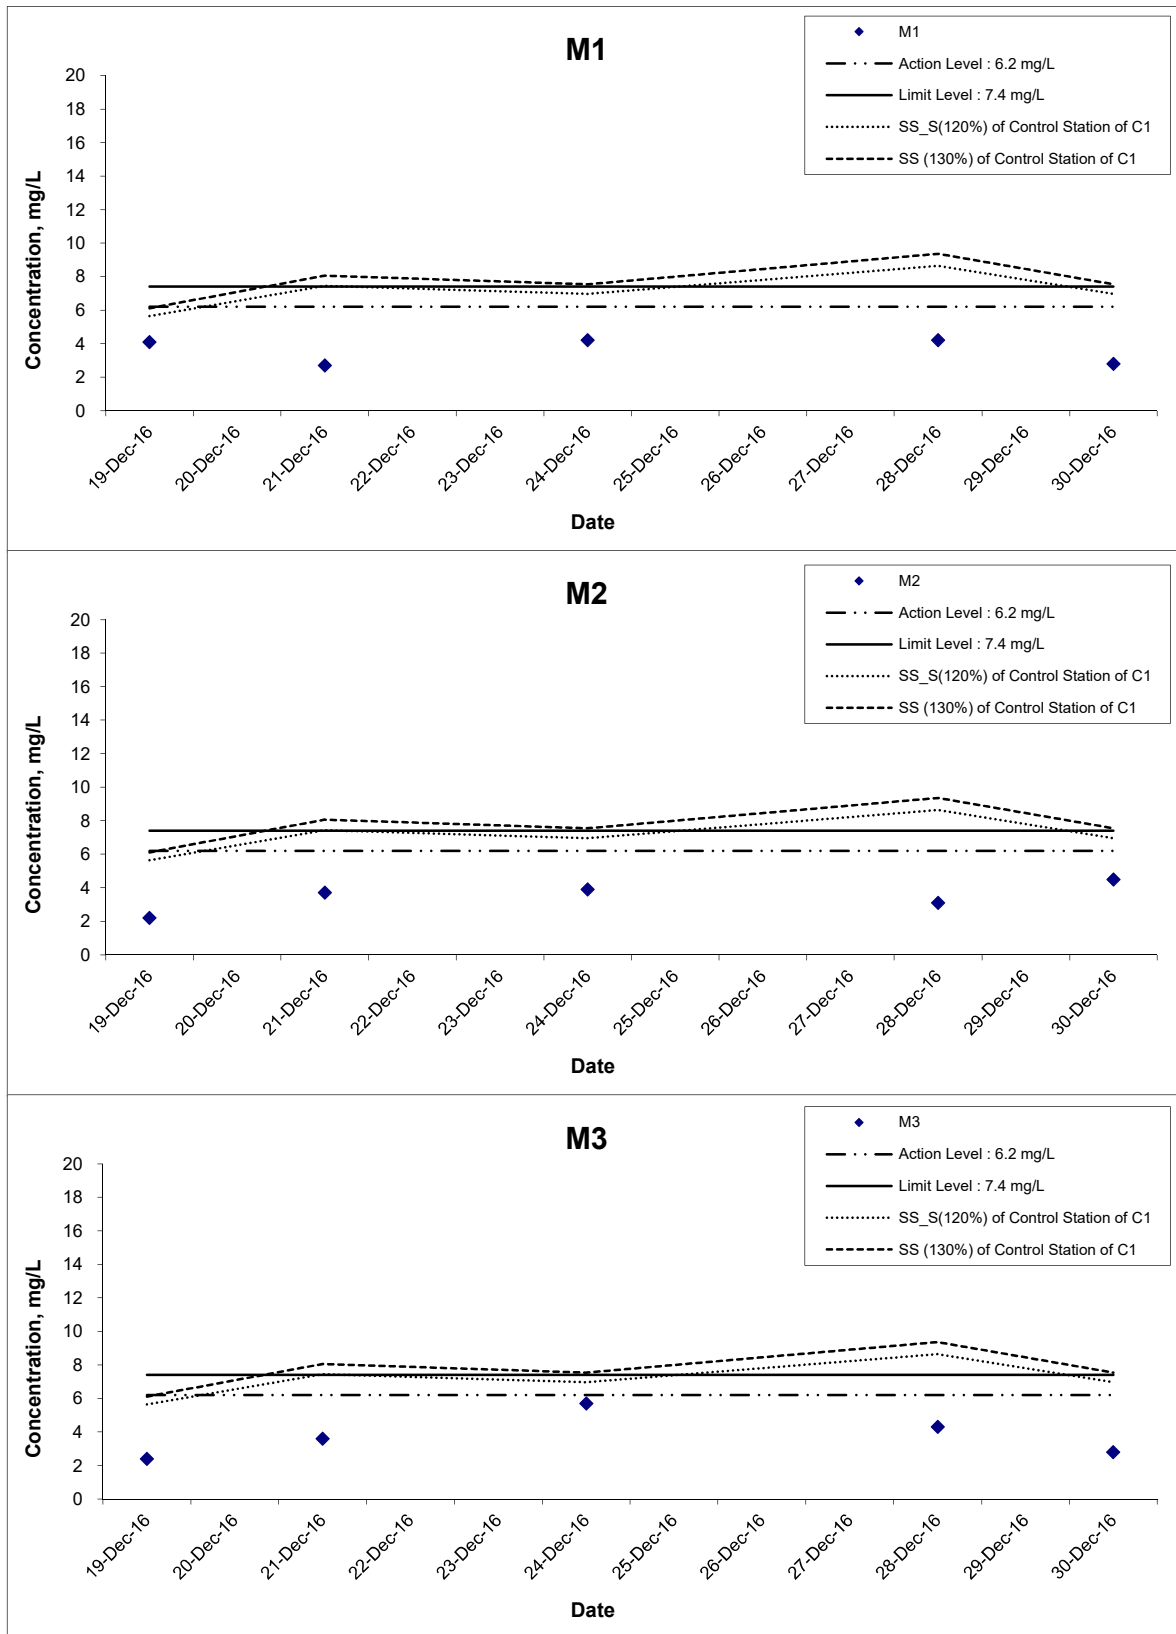 M1
M1
Action Level : 6.2 mg/L
Limit Level : 7.4 mg/L
SS_S(120%) of Control Station of C1
SS (130%) of Control Station of C1
Concentration, mg/L
20
18
16
14
12
10
8
6
4
2
0
19-Dec-16
20-Dec-16
21-Dec-16
22-Dec-16
23-Dec-16
24-Dec-16
25-Dec-16
26-Dec-16
27-Dec-16
28-Dec-16
29-Dec-16
30-Dec-16
Date
M2
M2
Action Level : 6.2 mg/L
Limit Level : 7.4 mg/L
SS_S(120%) of Control Station of C1
SS (130%) of Control Station of C1
Concentration, mg/L
20
18
16
14
12
10
8
6
4
2
0
19-Dec-16
20-Dec-16
21-Dec-16
22-Dec-16
23-Dec-16
24-Dec-16
25-Dec-16
26-Dec-16
27-Dec-16
28-Dec-16
29-Dec-16
30-Dec-16
Date
M3
M3
Action Level : 6.2 mg/L
Limit Level : 7.4 mg/L
SS_S(120%) of Control Station of C1
SS (130%) of Control Station of C1
Concentration, mg/L
20
18
16
14
12
10
8
6
4
2
0
19-Dec-16
20-Dec-16
21-Dec-16
22-Dec-16
23-Dec-16
24-Dec-16
25-Dec-16
26-Dec-16
27-Dec-16
28-Dec-16
29-Dec-16
30-Dec-16
Date